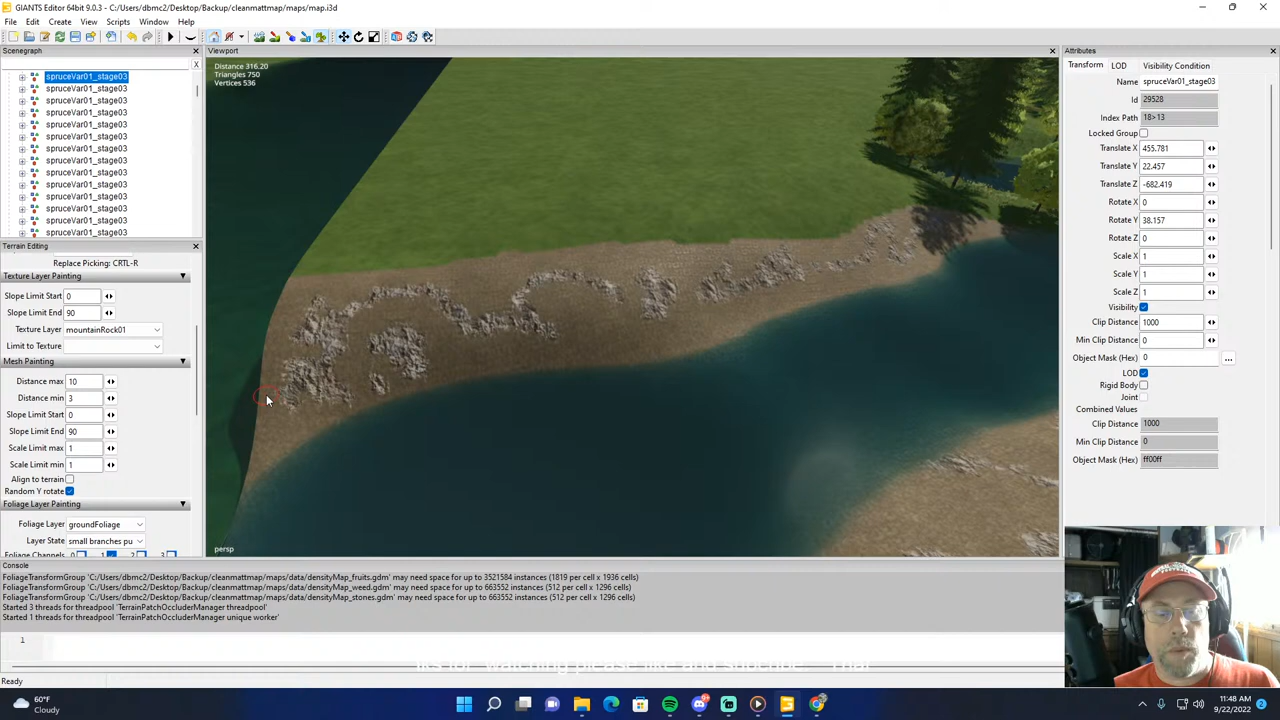 GIANTS Editor 64bit 9.0.3 - C:/Users/dbmc2/Desktop/Backup/cleanmattmap/maps/map.i3d
File Edit Create View Scripts Window Help
Scenegraph
X
spruceVar01_stage03
spruceVar01_stage03
spruceVar01_stage03
spruceVar01_stage03
spruceVar01_stage03
spruceVar01_stage03
spruceVar01_stage03
spruceVar01_stage03
spruceVar01_stage03
spruceVar01_stage03
spruceVar01_stage03
spruceVar01_stage03
spruceVar01_stage03
spruceVar01_stage03
Terrain Editing
Replace Picking: CRTL-R
Texture Layer Painting
Slope Limit Start 0
Slope Limit End 90
Texture Layer mountainRock01
Limit to Texture
Mesh Painting
Distance max 10
Distance min 3
Slope Limit Start 0
Slope Limit End 90
Scale Limit max 1
Scale Limit min 1
Align to terrain
Random Y rotate
Foliage Layer Painting
Foliage Layer groundFoliage
Layer State small branches pu
Foliage Channels 0 1 2 3
Viewport
Distance 316.20
Triangles 750
Vertices 536
persp
Attributes
Transform LOD Visibility Condition
Name spruceVar01_stage03
Id 29528
Index Path 18>13
Locked Group
Translate X 455.781
Translate Y 22.457
Translate Z -682.419
Rotate X 0
Rotate Y 38.157
Rotate Z 0
Scale X 1
Scale Y 1
Scale Z 1
Visibility
Clip Distance 1000
Min Clip Distance 0
Object Mask (Hex) 0 ...
LOD
Rigid Body
Joint
Combined Values
Clip Distance 1000
Min Clip Distance 0
Object Mask (Hex) ff00ff
Console
FoliageTransformGroup 'C:/Users/dbmc2/Desktop/Backup/cleanmattmap/maps/data/densityMap_fruits.gdm' may need space for up to 3521584 instances (1819 per cell x 1936 cells)
FoliageTransformGroup 'C:/Users/dbmc2/Desktop/Backup/cleanmattmap/maps/data/densityMap_weed.gdm' may need space for up to 663552 instances (512 per cell x 1296 cells)
FoliageTransformGroup 'C:/Users/dbmc2/Desktop/Backup/cleanmattmap/maps/data/densityMap_stones.gdm' may need space for up to 663552 instances (512 per cell x 1296 cells)
Started 3 threads for threadpool 'TerrainPatchOccluderManager threadpool'
Started 1 threads for threadpool 'TerrainPatchOccluderManager unique worker'
1
Ready
60°F
Cloudy
11:48 AM
9/22/2022